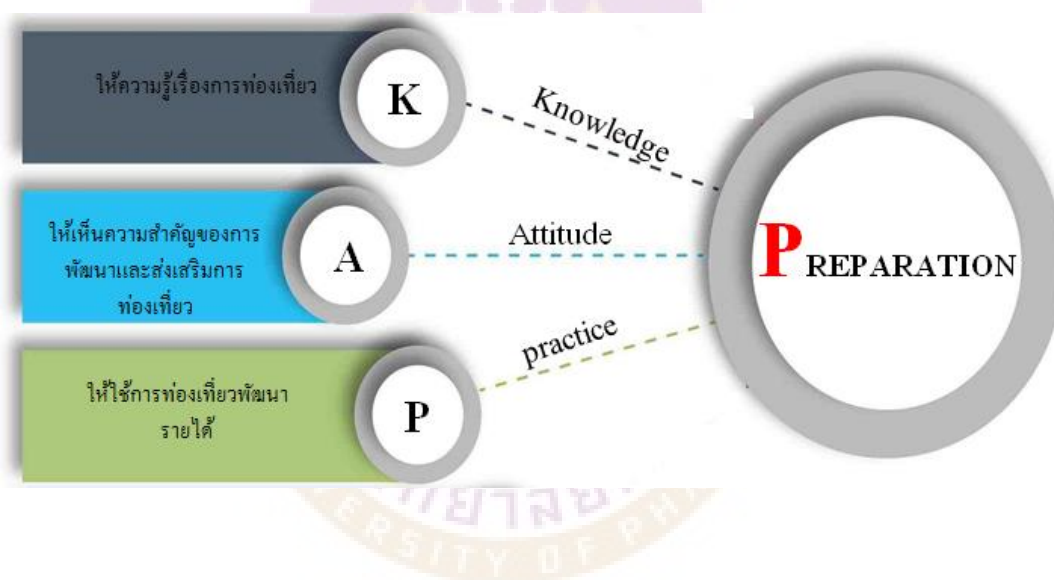 ให้ความรู้เรื่องการท่องเที่ยว
K
Knowledge
ให้เห็นความสำคัญของการ
พัฒนาและส่งเสริมการ
ท่องเที่ยว
A
Attitude
PREPARATION
ให้ใช้การท่องเที่ยวพัฒนา
รายได้
P
practice